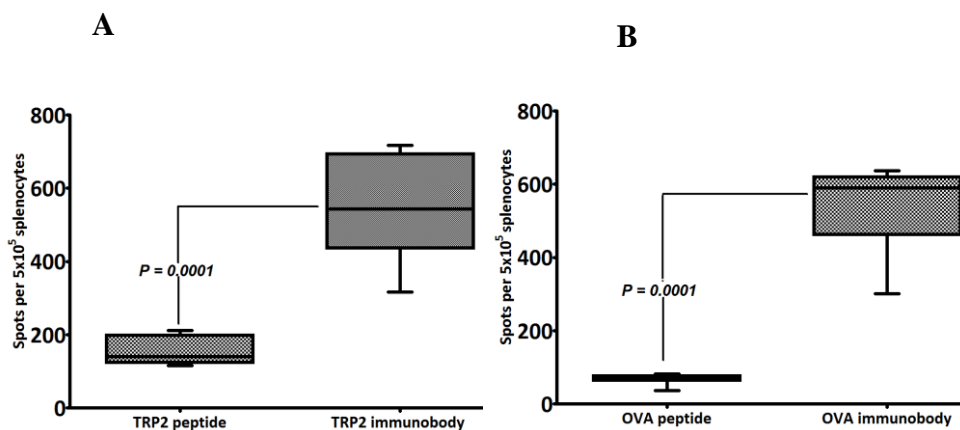 A
B
800
600
400
200
0
Spots per 5x10⁵ splenocytes
P = 0.0001
TRP2 peptide
TRP2 immunobody
800
600
400
200
0
Spots per 5x10⁵ splenocytes
P = 0.0001
OVA peptide
OVA immunobody